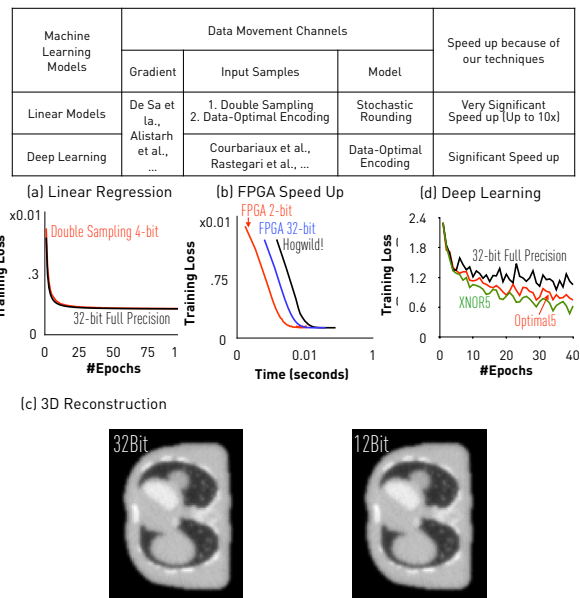 Machine Learning Models
Data Movement Channels
Speed up because of our techniques
Gradient
Input Samples
Model
Linear Models
De Sa et la., Alistarh et al., ...
1. Double Sampling
2. Data-Optimal Encoding
Stochastic Rounding
Very Significant Speed up (Up to 10x)
Deep Learning
Courbariaux et al., Rastegari et al., ...
Data-Optimal Encoding
Significant Speed up
(a) Linear Regression
x0.01
Double Sampling 4-bit
Training Loss
.3
32-bit Full Precision
0
0 25 50 75 1
#Epochs
(b) FPGA Speed Up
x0.01
FPGA 2-bit
FPGA 32-bit
Hogwild!
Training Loss
.75
0
0 0.01 1
Time (seconds)
(d) Deep Learning
2.4
1.8
1.2
0.6
Training Loss
32-bit Full Precision
XNOR5
Optimal5
0 10 20 30 40
#Epochs
(c) 3D Reconstruction
32Bit
12Bit